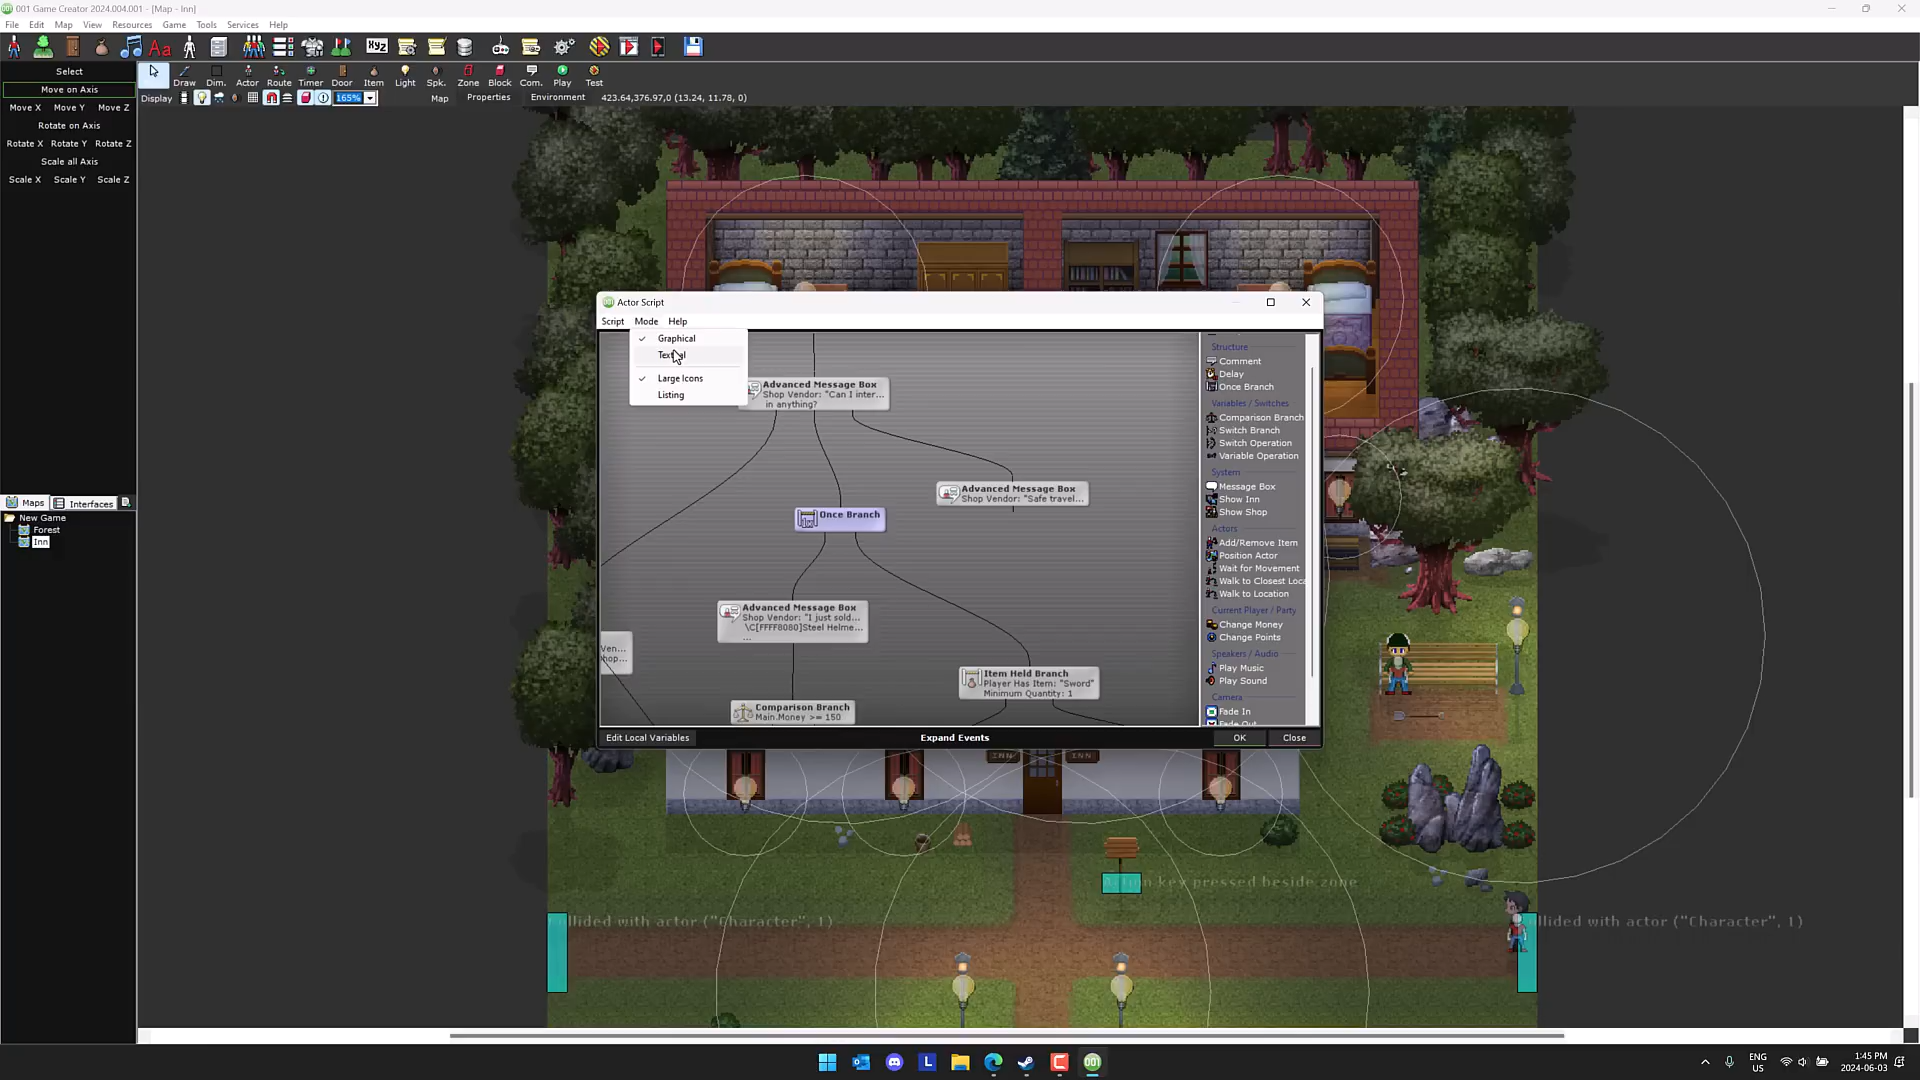 001 Game Creator 2024.004.001 - [Map - Inn]
File Edit Map View Resources Game Tools Services Help
Aa
Xyz
Select
Move on Axis
Move X Move Y Move Z
Rotate on Axis
Rotate X Rotate Y Rotate Z
Scale all Axis
Scale X Scale Y Scale Z
Draw Dim. Actor Route Timer Door Item Light Spk. Zone Block Com. Play Test
Display 165% Map Properties Environment 423.64,376.97,0 (13.24, 11.78, 0)
Maps Interfaces
New Game
Forest
Inn
Actor Script
Script Mode Help
Graphical
Large Icons
Listing
Advanced Message Box
Shop Vendor: "Can I inter...
in anything?
Advanced Message Box
Shop Vendor: "Safe travel...
Once Branch
Advanced Message Box
Shop Vendor: "I just sold...
\C[FFFF8080]Steel Helme...
...
Ven...
hop...
Item Held Branch
Player Has Item: "Sword"
Minimum Quantity: 1
Comparison Branch
Main.Money >= 150
Structure
Comment
Delay
Once Branch
Variables / Switches
Comparison Branch
Switch Branch
Switch Operation
Variable Operation
System
Message Box
Show Inn
Show Shop
Actors
Add/Remove Item
Position Actor
Wait for Movement
Walk to Closest Loca
Walk to Location
Current Player / Party
Change Money
Change Points
Speakers / Audio
Play Music
Play Sound
Camera
Fade In
Fade Out
Edit Local Variables Expand Events OK Close
INN INN
Action key pressed beside zone
ollided with actor ("Character", 1)
ollided with actor ("Character", 1)
L
001
ENG
US
1:45 PM
2024-06-03